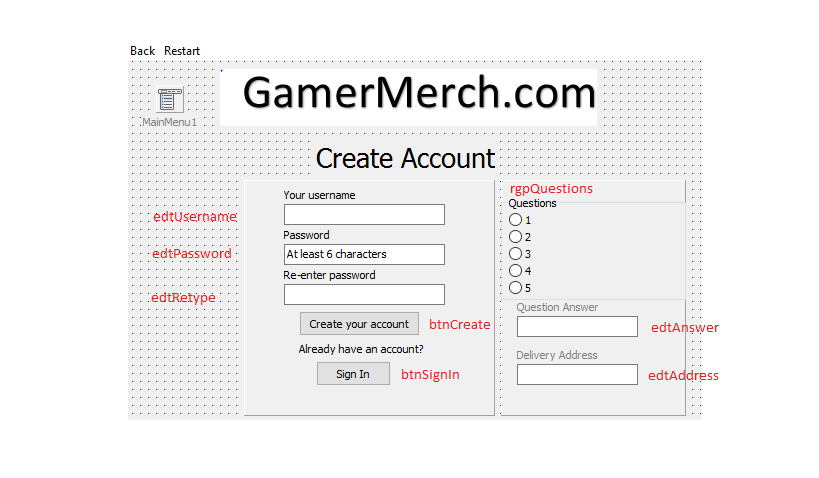 Back Restart
GamerMerch.com
MainMenu1
Create Account
rgpQuestions
Your username
Questions
edtUsername
1
Password
2
edtPassword
At least 6 characters
3
Re-enter password
4
edtRetype
5
Question Answer
Create your account
btnCreate
edtAnswer
Already have an account?
Delivery Address
Sign In
btnSignIn
edtAddress